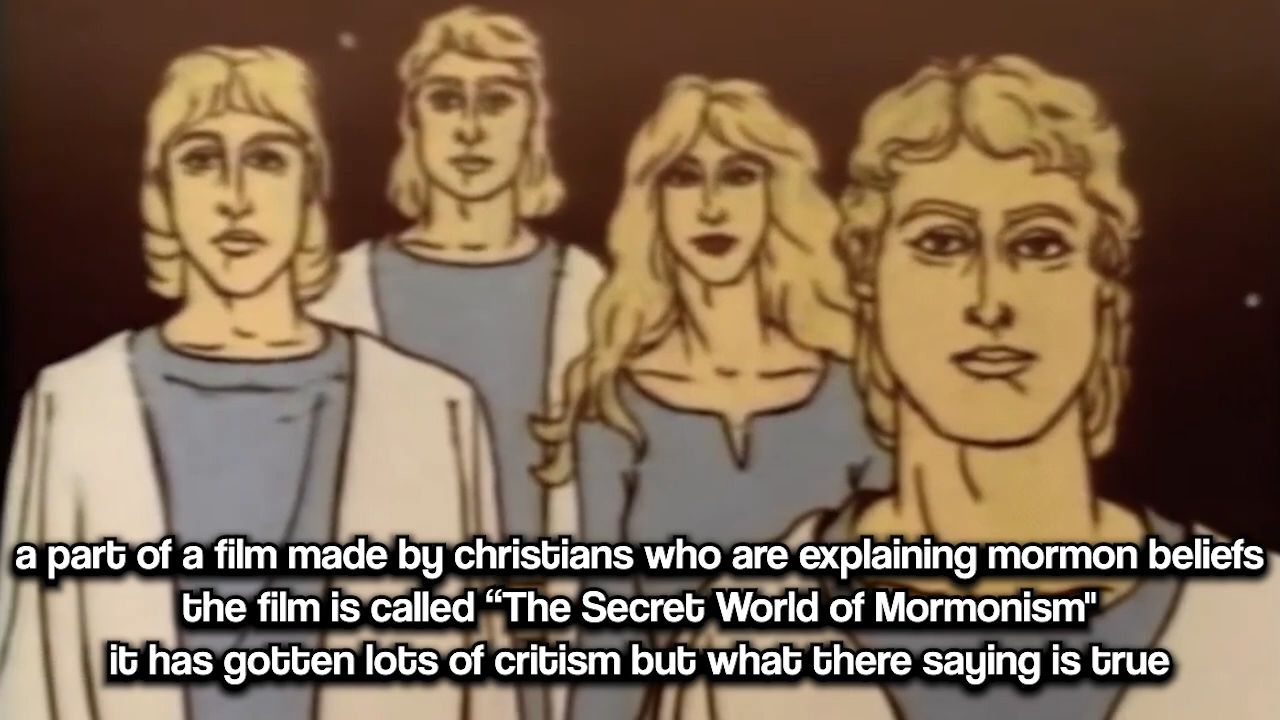 a part of a film made by christians who are explaining mormon beliefs
the film is called “The Secret World of Mormonism"
it has gotten lots of critism but what there saying is true